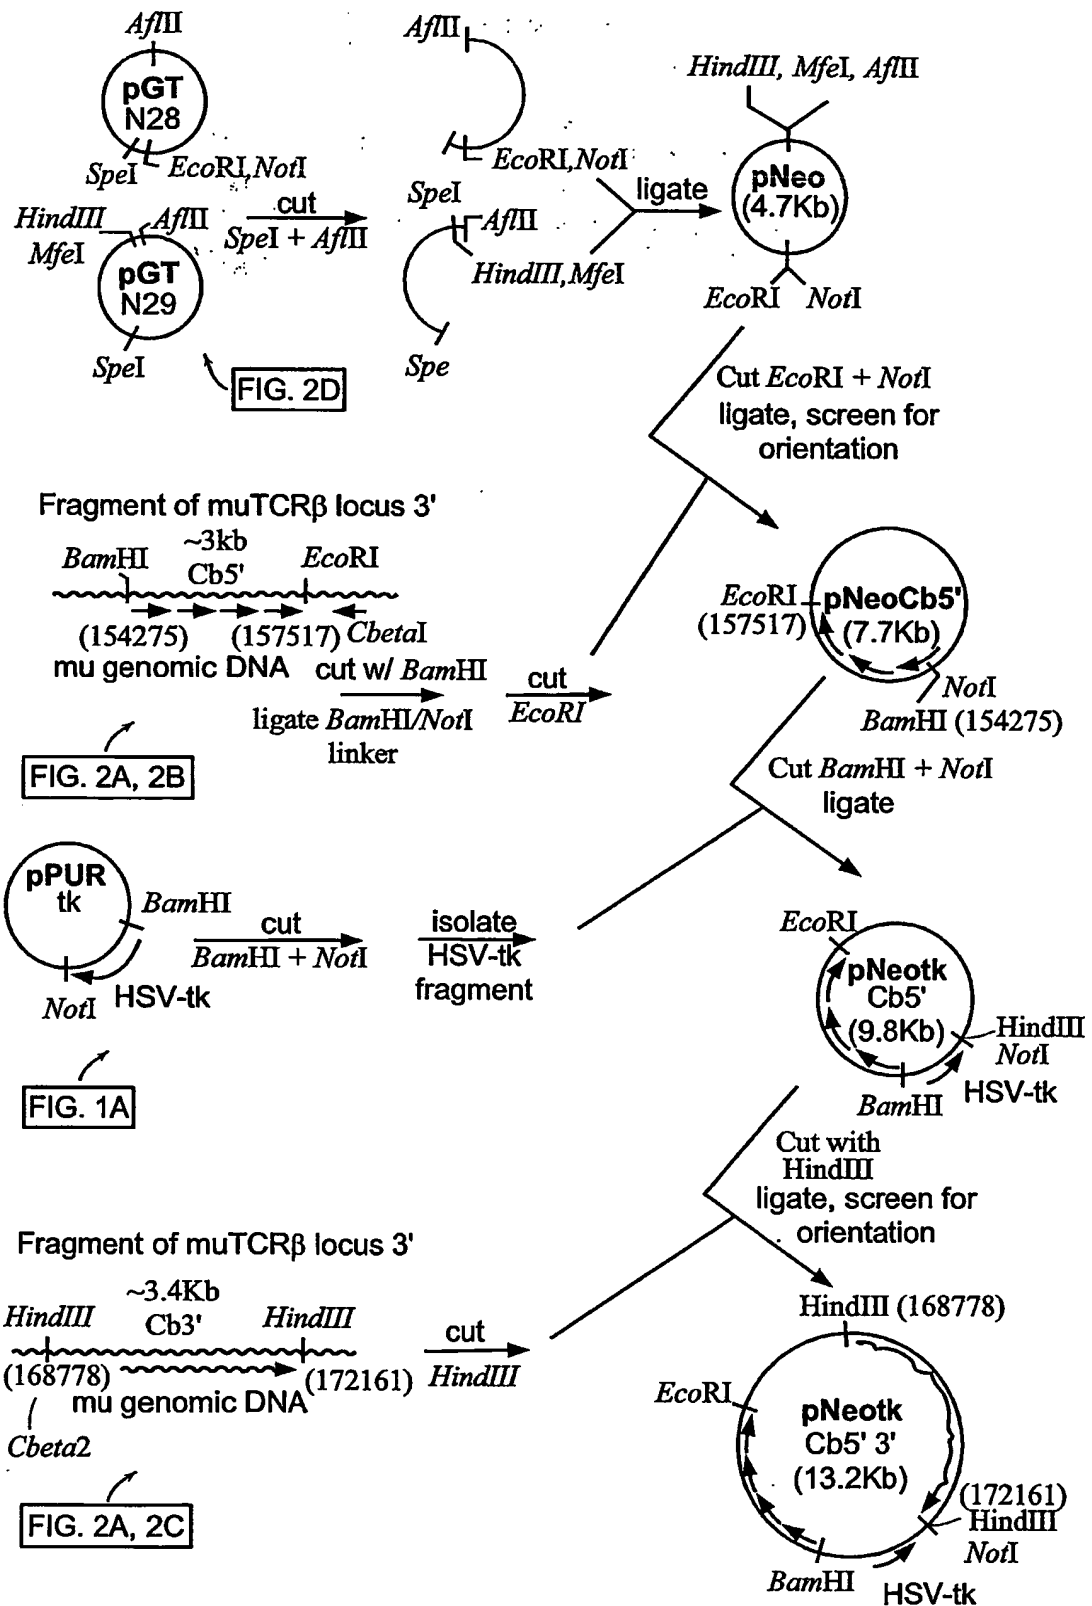 AflII
pGT
N28
SpeI
EcoRI,NotI
HindIII
AflII
MfeI
pGT
N29
SpeI
cut
SpeI + AflII
FIG. 2D
AflII
EcoRI,NotI
SpeI
AflII
HindIII,MfeI
Spe
ligate
HindIII, MfeI, AflII
pNeo
(4.7Kb)
EcoRI NotI
Cut EcoRI + NotI
ligate, screen for
orientation
Fragment of muTCRβ locus 3'
BamHI
~3kb
Cb5'
EcoRI
(154275)
(157517)
CbetaI
mu genomic DNA
cut w/ BamHI
ligate BamHI/NotI
linker
cut
EcoRI
FIG. 2A, 2B
EcoRI
(157517)
pNeoCb5'
(7.7Kb)
NotI
BamHI (154275)
Cut BamHI + NotI
ligate
pPUR
tk
BamHI
NotI
HSV-tk
cut
BamHI + NotI
isolate
HSV-tk
fragment
FIG. 1A
EcoRI
pNeotk
Cb5'
(9.8Kb)
HindIII
NotI
HSV-tk
BamHI
Cut with
HindIII
ligate, screen for
orientation
Fragment of muTCRβ locus 3'
HindIII
~3.4Kb
Cb3'
HindIII
(168778)
(172161)
mu genomic DNA
Cbeta2
cut
HindIII
FIG. 2A, 2C
HindIII (168778)
EcoRI
pNeotk
Cb5' 3'
(13.2Kb)
(172161)
HindIII
NotI
BamHI
HSV-tk